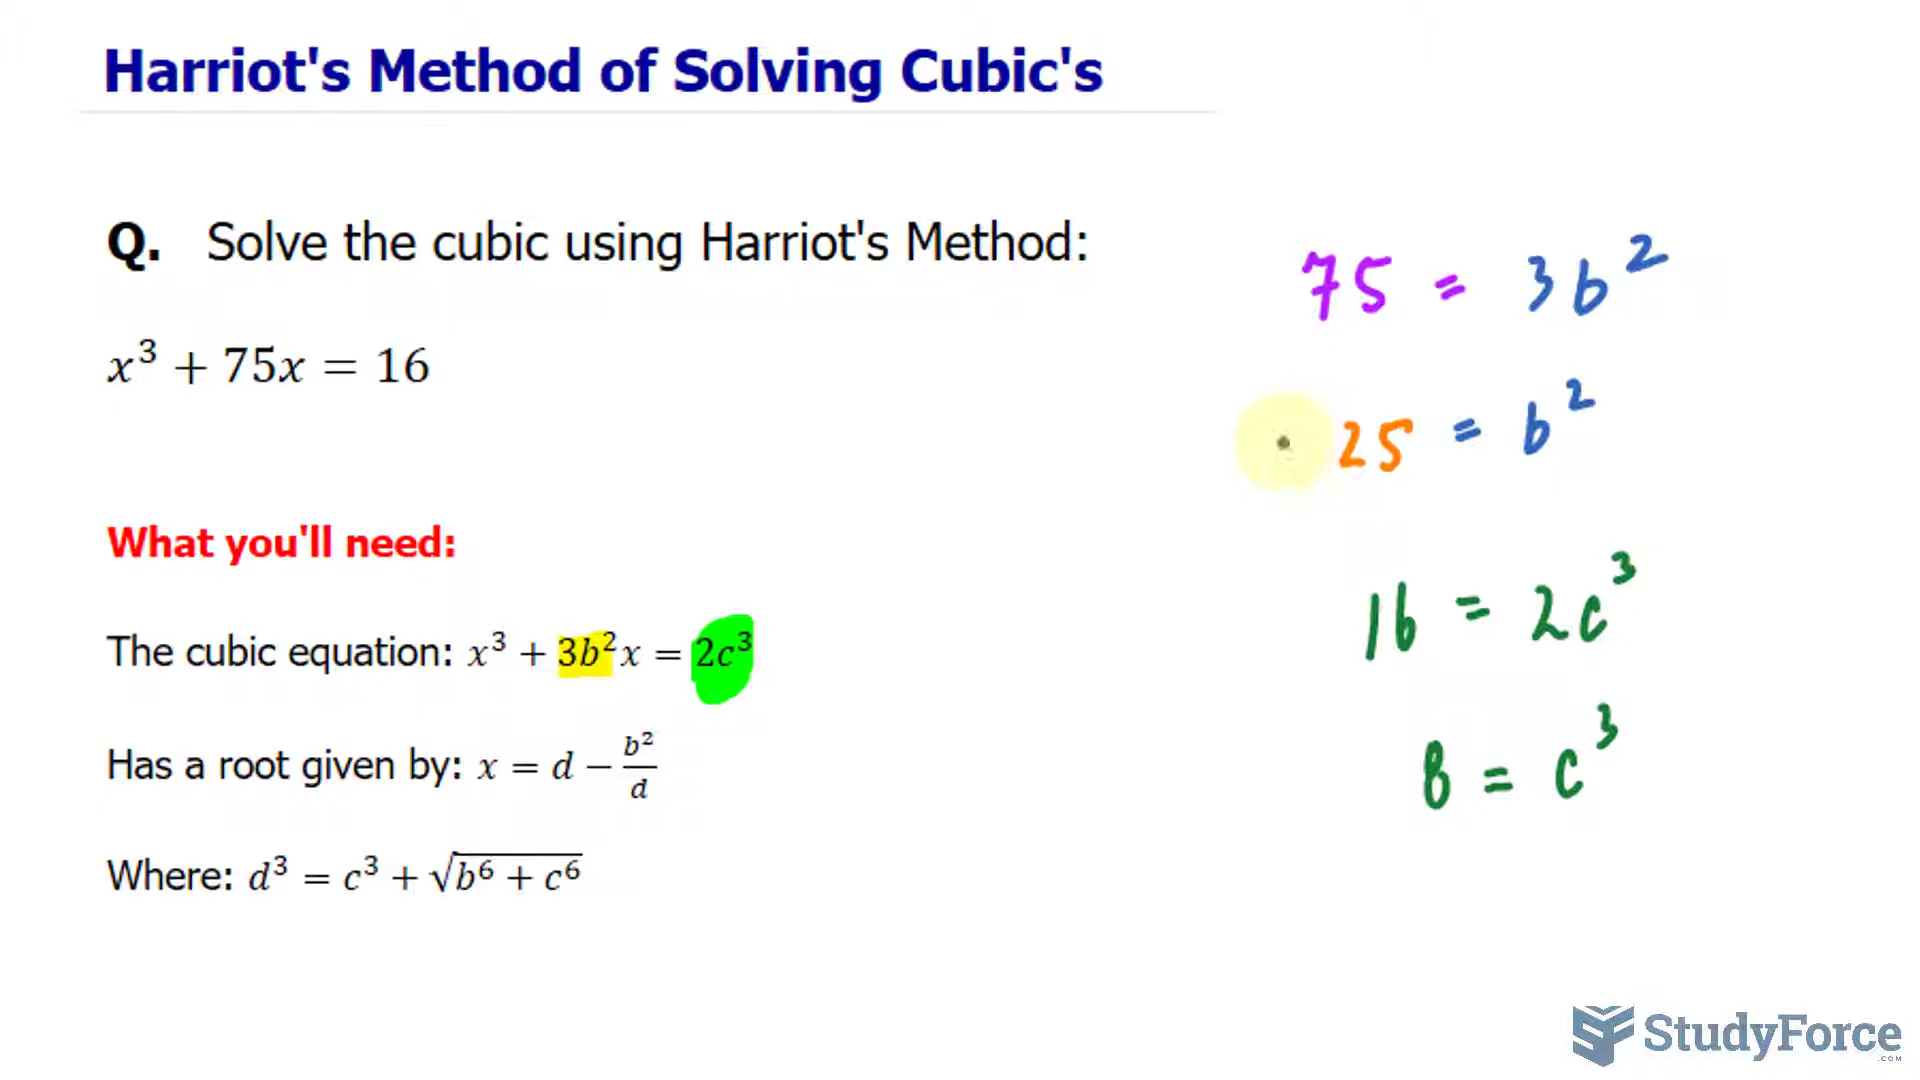 Harriot's Method of Solving Cubic's
Q. Solve the cubic using Harriot's Method:
x³ + 75x = 16
What you'll need:
The cubic equation: x³ + 3b²x = 2c³
Has a root given by: x = d − b²/d
Where: d³ = c³ + √(b⁶ + c⁶)
75 = 3b²
25 = b²
16 = 2c³
8 = c³
StudyForce
.COM